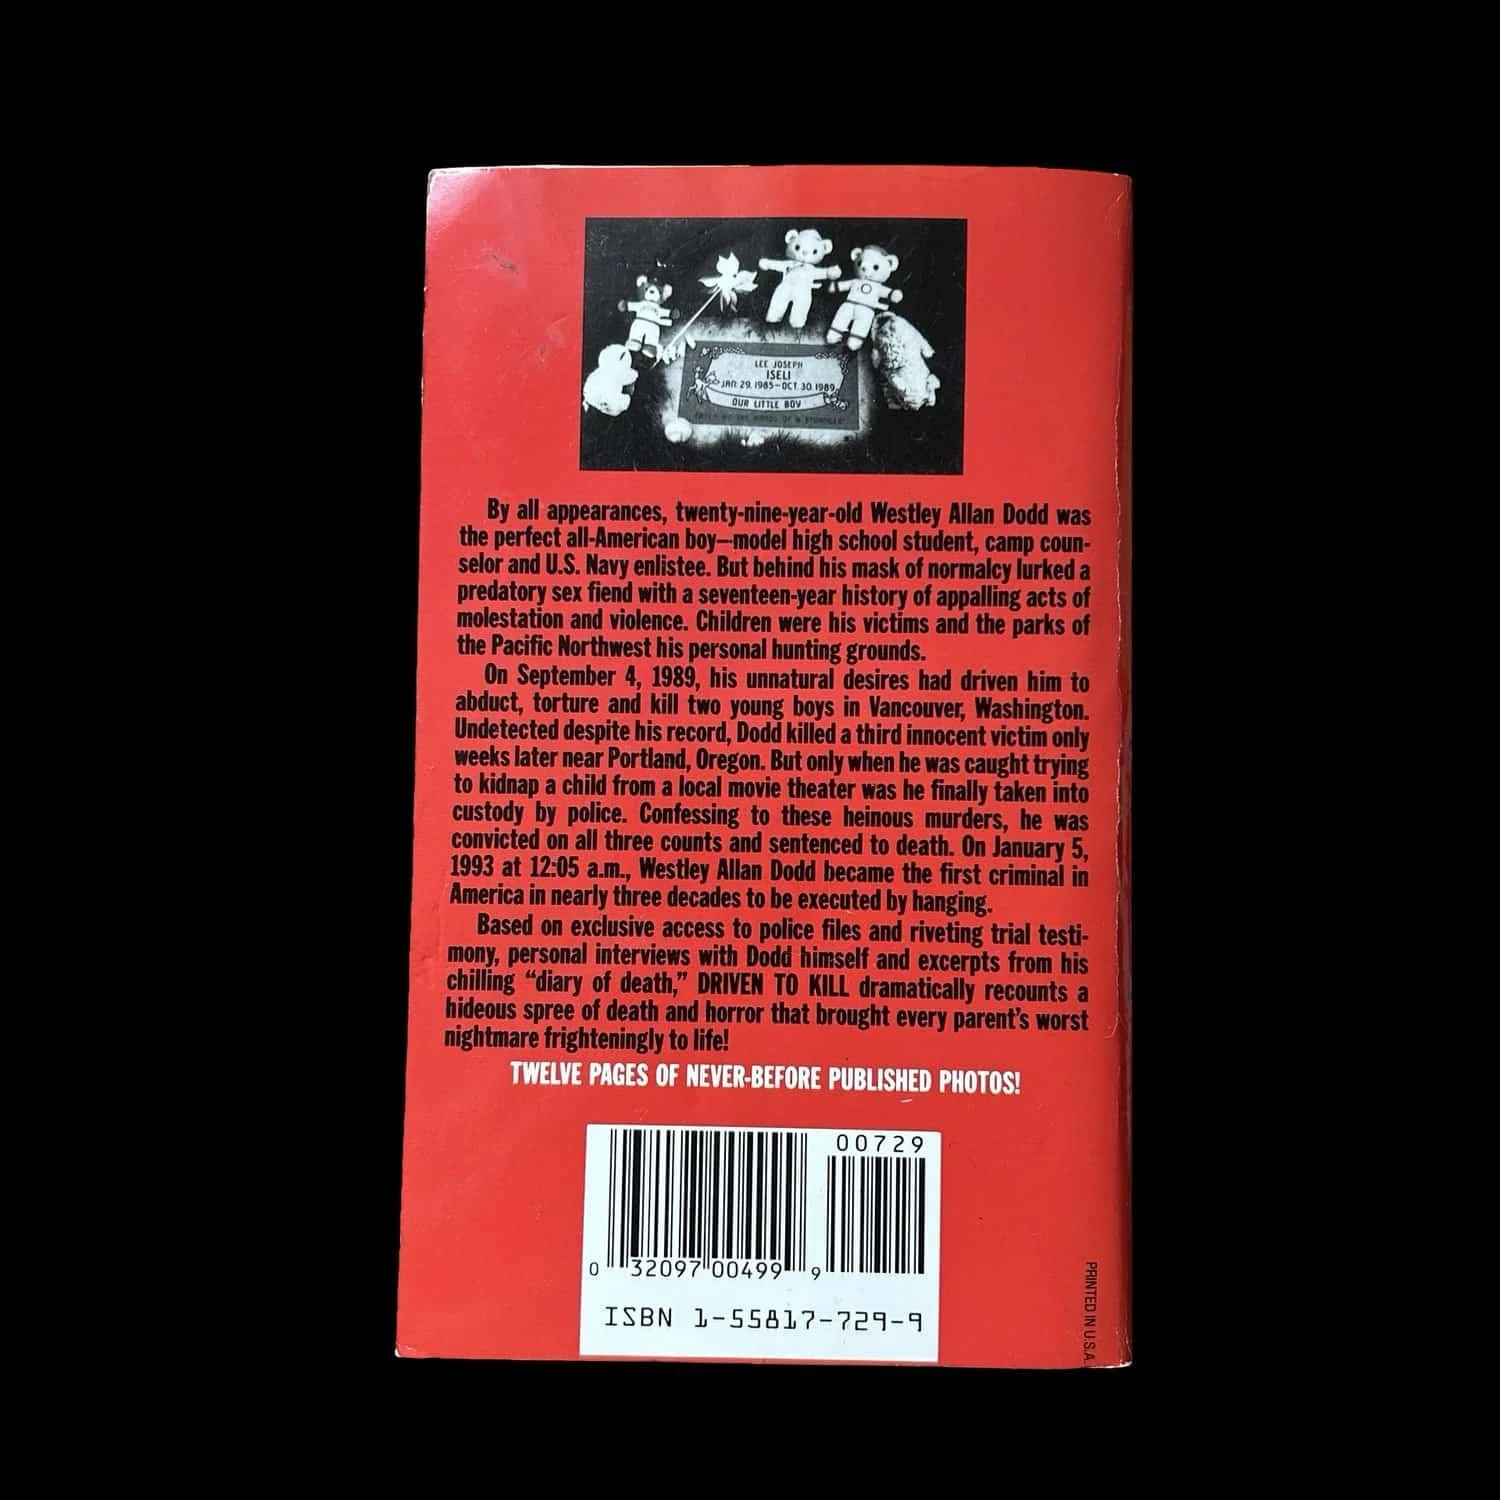 LEE JOSEPH
ISELI
JAN. 29, 1985-OCT. 30, 1989
OUR LITTLE BOY
By all appearances, twenty-nine-year-old Westley Allan Dodd was
the perfect all-American boy—model high school student, camp coun-
selor and U.S. Navy enlistee. But behind his mask of normalcy lurked a
predatory sex fiend with a seventeen-year history of appalling acts of
molestation and violence. Children were his victims and the parks of
the Pacific Northwest his personal hunting grounds.
On September 4, 1989, his unnatural desires had driven him to
abduct, torture and kill two young boys in Vancouver, Washington.
Undetected despite his record, Dodd killed a third innocent victim only
weeks later near Portland, Oregon. But only when he was caught trying
to kidnap a child from a local movie theater was he finally taken into
custody by police. Confessing to these heinous murders, he was
convicted on all three counts and sentenced to death. On January 5,
1993 at 12:05 a.m., Westley Allan Dodd became the first criminal in
America in nearly three decades to be executed by hanging.
Based on exclusive access to police files and riveting trial testi-
mony, personal interviews with Dodd himself and excerpts from his
chilling “diary of death,” DRIVEN TO KILL dramatically recounts a
hideous spree of death and horror that brought every parent's worst
nightmare frighteningly to life!
TWELVE PAGES OF NEVER-BEFORE PUBLISHED PHOTOS!
00729
0 32097 00499 9
ISBN 1-55817-729-9
PRINTED IN U.S.A.